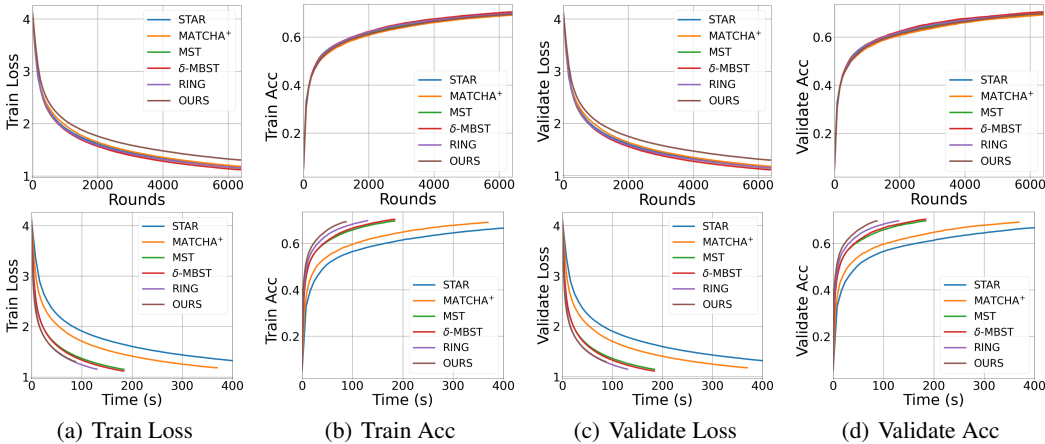 Train Loss
4
3
2
1
0
2000
4000
6000
Rounds
STAR
MATCHA⁺
MST
δ-MBST
RING
OURS
Train Acc
0.6
0.4
0.2
0
2000
4000
6000
Rounds
STAR
MATCHA⁺
MST
δ-MBST
RING
OURS
Validate Loss
4
3
2
1
0
2000
4000
6000
Rounds
STAR
MATCHA⁺
MST
δ-MBST
RING
OURS
Validate Acc
0.6
0.4
0.2
0
2000
4000
6000
Rounds
STAR
MATCHA⁺
MST
δ-MBST
RING
OURS
Train Loss
4
3
2
1
0
100
200
300
400
Time (s)
STAR
MATCHA⁺
MST
δ-MBST
RING
OURS
Train Acc
0.6
0.4
0.2
0
100
200
300
400
Time (s)
STAR
MATCHA⁺
MST
δ-MBST
RING
OURS
Validate Loss
4
3
2
1
0
100
200
300
400
Time (s)
STAR
MATCHA⁺
MST
δ-MBST
RING
OURS
Validate Acc
0.6
0.4
0.2
0
100
200
300
400
Time (s)
STAR
MATCHA⁺
MST
δ-MBST
RING
OURS
(a) Train Loss
(b) Train Acc
(c) Validate Loss
(d) Validate Acc